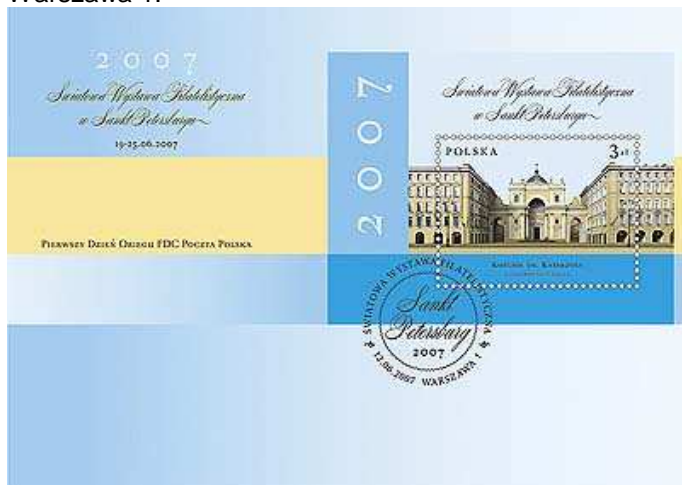 Warszawa 1.
2007
Światowa Wystawa Filatelistyczna
w Sankt Petersburgu
19-25.06.2007
Pierwszy Dzień Obiegu FDC Poczta Polska
2007
Światowa Wystawa Filatelistyczna
w Sankt Petersburgu
POLSKA 3 zł
Kościół św. Katarzyny
ŚWIATOWA WYSTAWA FILATELISTYCZNA
Sankt
Petersburg
2007
12.06.2007 WARSZAWA 1